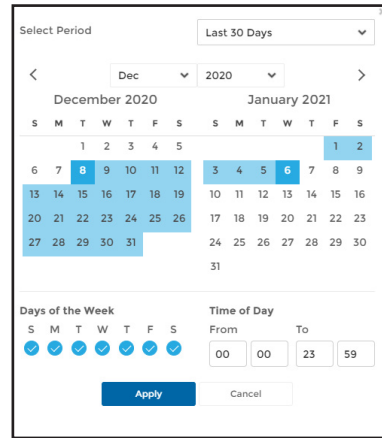 Select Period
Last 30 Days
Dec
2020
December 2020
S M T W T F S
1 2 3 4 5
6 7 8 9 10 11 12
13 14 15 16 17 18 19
20 21 22 23 24 25 26
27 28 29 30 31
January 2021
S M T W T F S
1 2
3 4 5 6 7 8 9
10 11 12 13 14 15 16
17 18 19 20 21 22 23
24 25 26 27 28 29 30
31
Days of the Week
S M T W T F S
Time of Day
From To
00 00 23 59
Apply Cancel